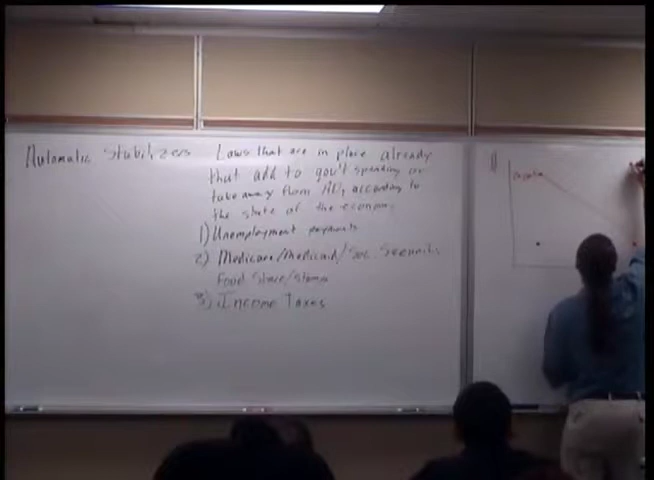 Automatic Stabilizers Laws that are in place already
that add to gov't spending or
take away from AD, according to
the state of the economy.
1) Unemployment payments
2) Medicare/Medicaid/Soc. Security
Food
3) Income Taxes